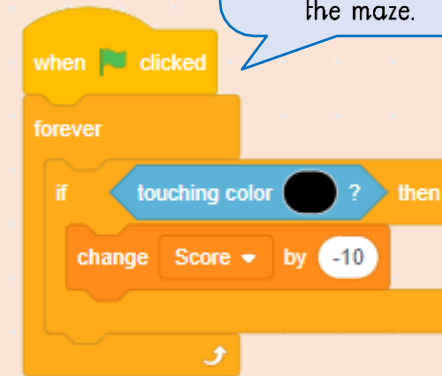 the maze.
when clicked
forever
if touching color ? then
change Score by -10